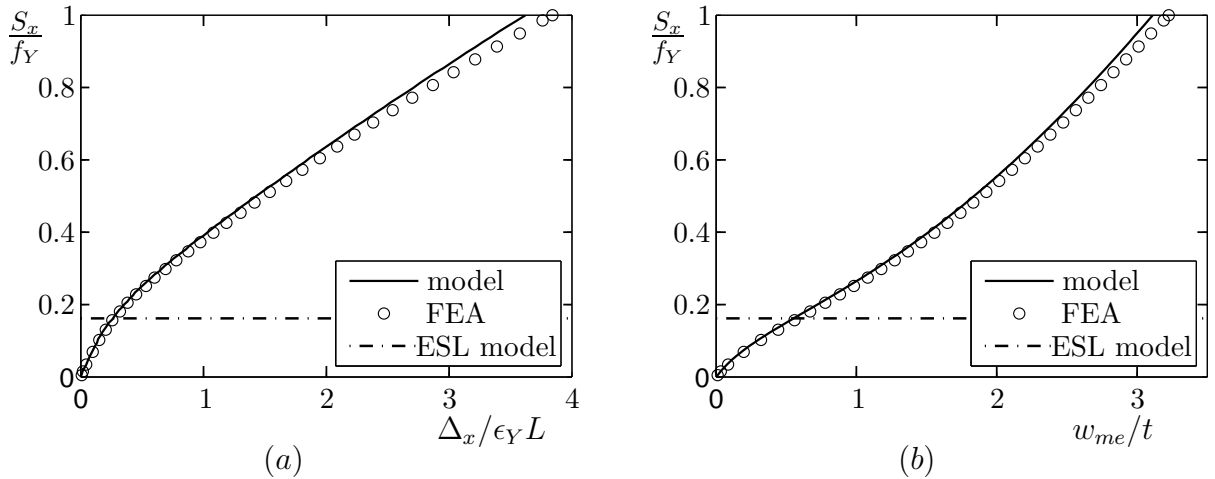 S_x/f_Y
1
0.8
0.6
0.4
0.2
0
0 1 2 3 4
Δ_x/ϵ_Y L
model
FEA
ESL model
(a)
S_x/f_Y
1
0.8
0.6
0.4
0.2
0
0 1 2 3
w_{me}/t
model
FEA
ESL model
(b)